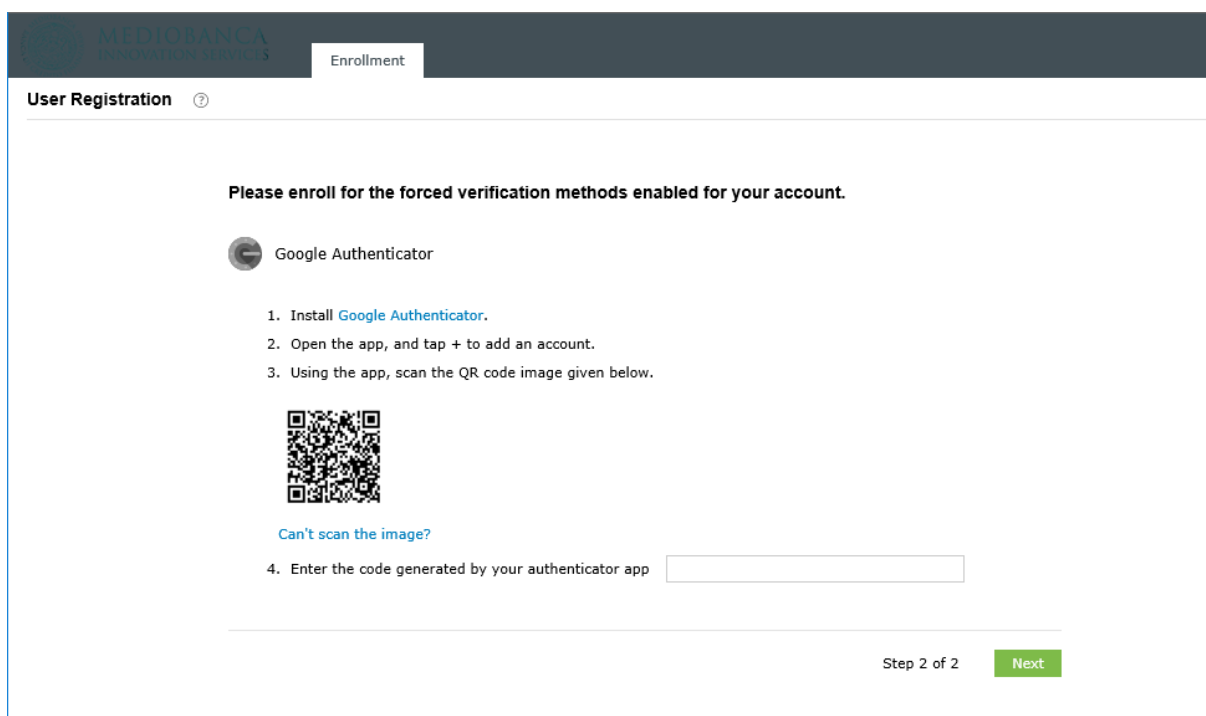 MEDIOBANCA
INNOVATION SERVICES
Enrollment
User Registration ?
Please enroll for the forced verification methods enabled for your account.
Google Authenticator
1. Install Google Authenticator.
2. Open the app, and tap + to add an account.
3. Using the app, scan the QR code image given below.
Can't scan the image?
4. Enter the code generated by your authenticator app
Step 2 of 2 Next